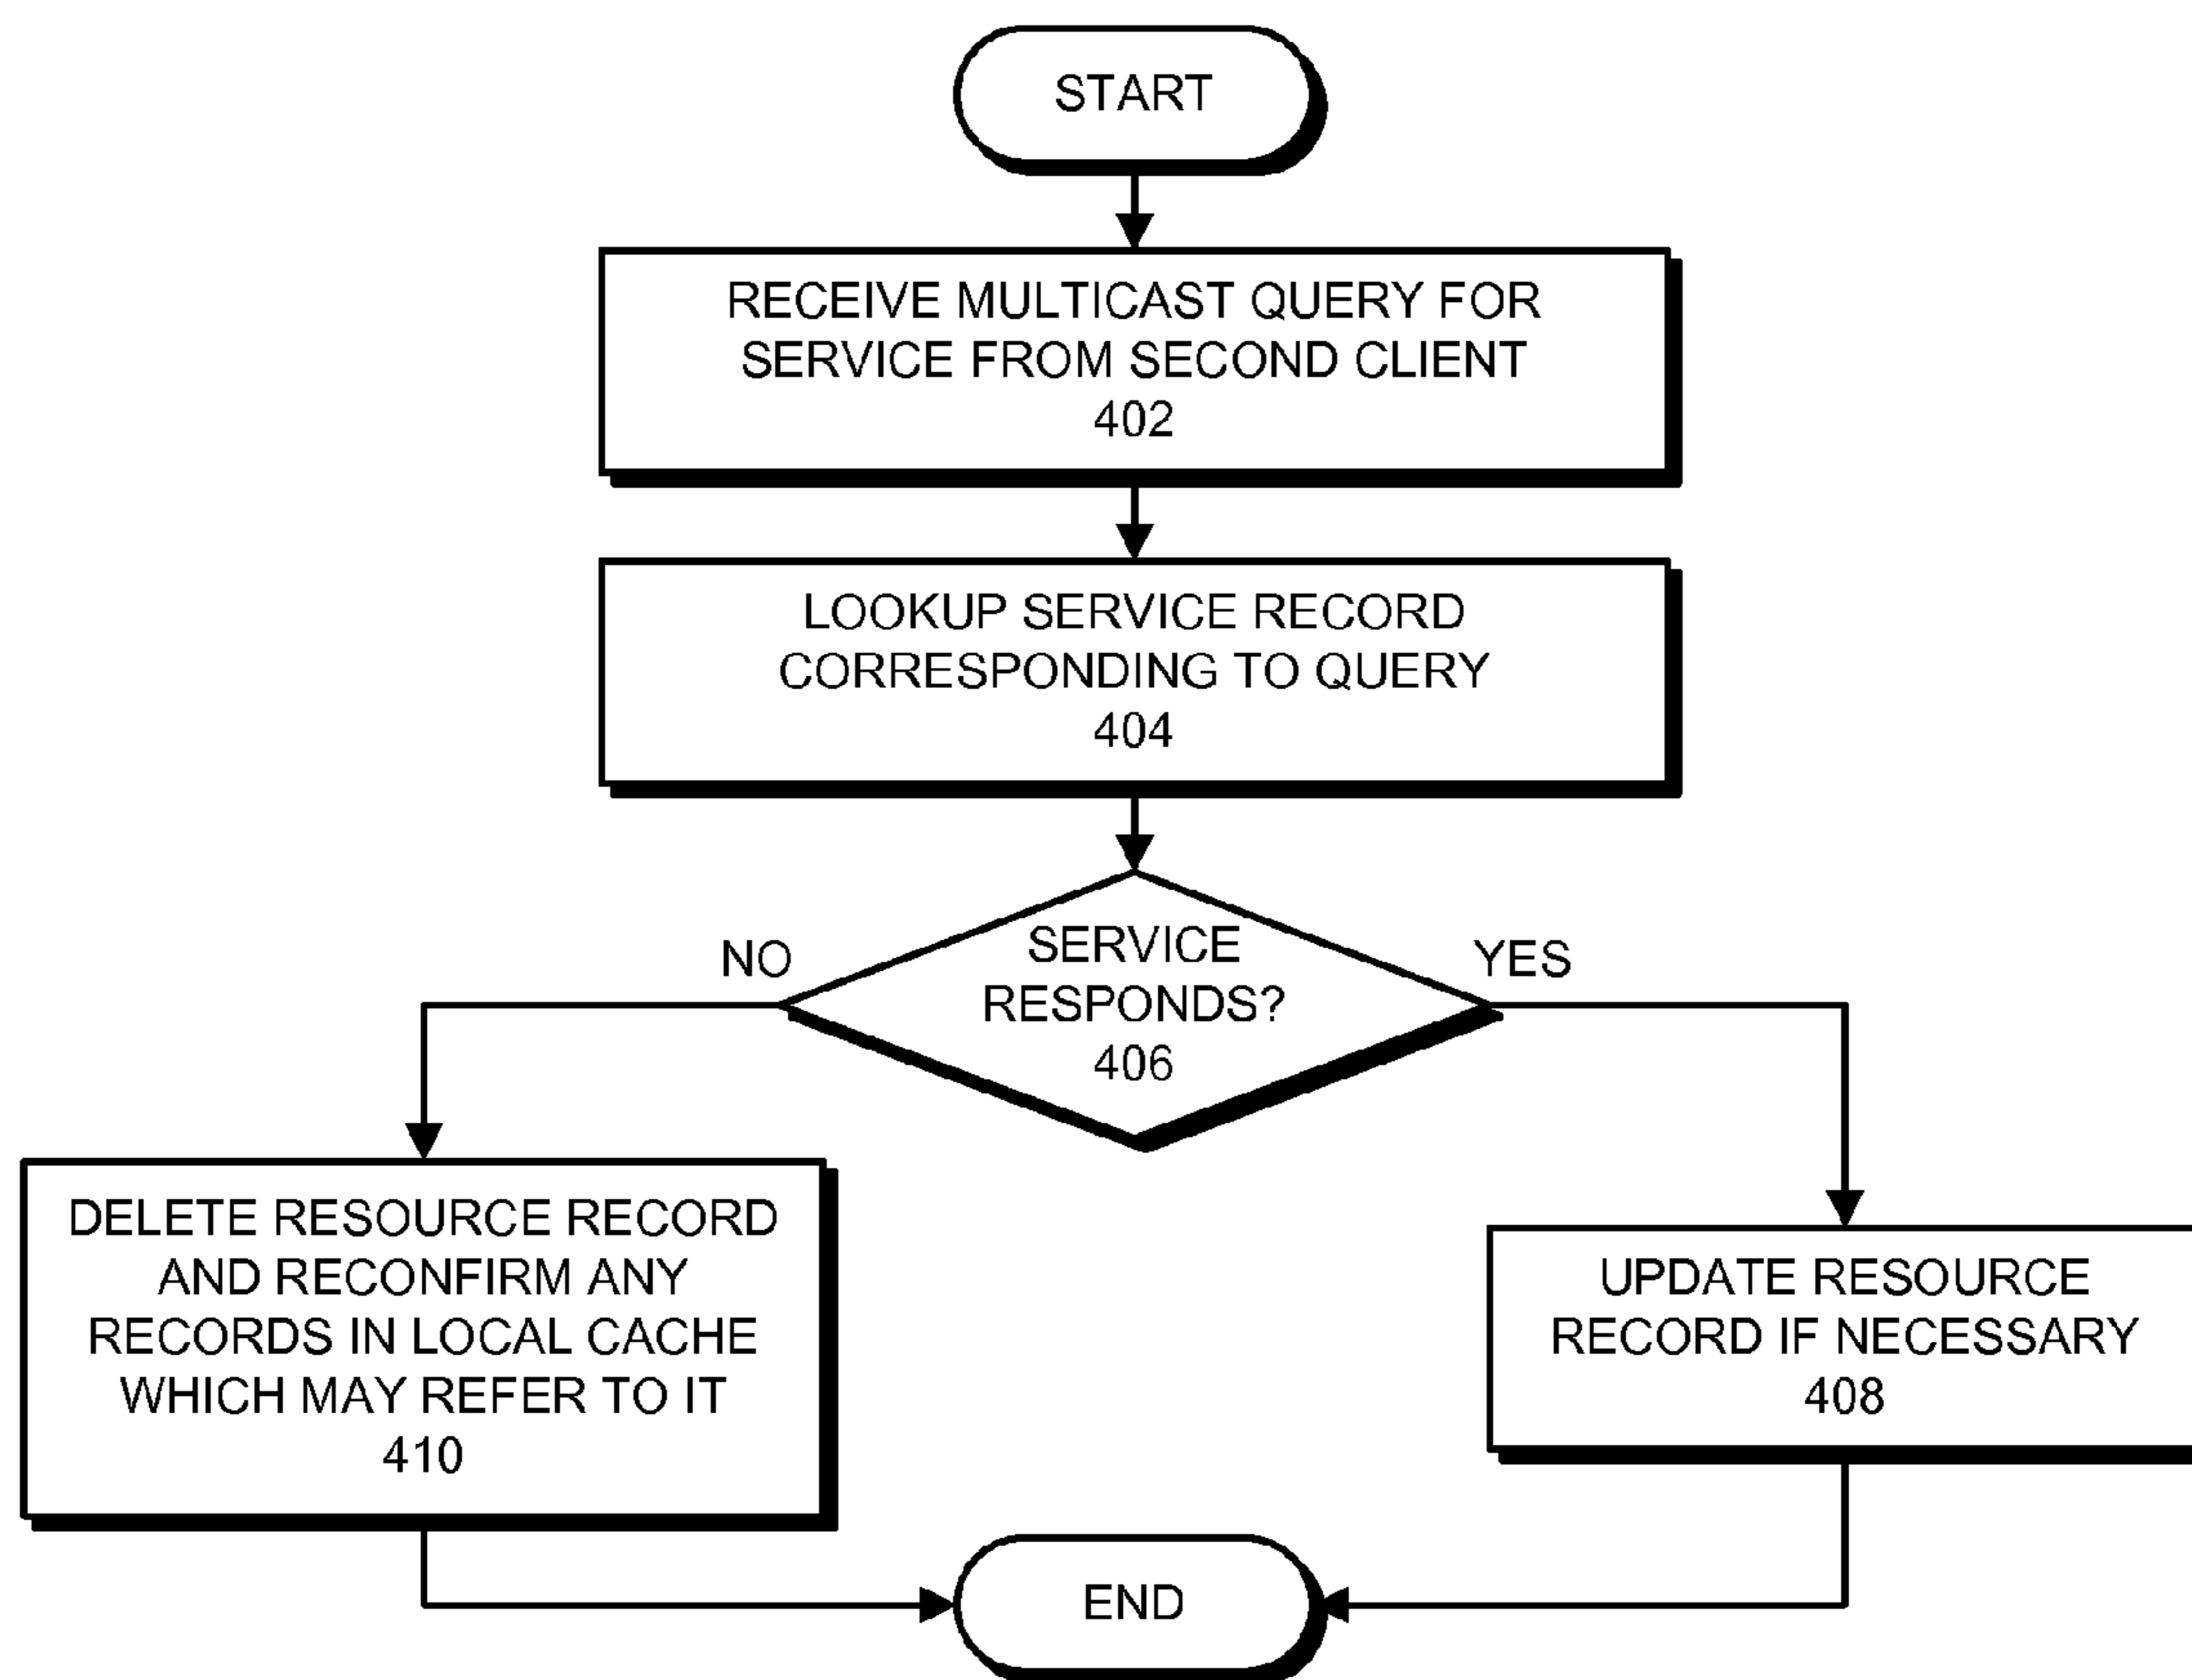 START
RECEIVE MULTICAST QUERY FOR
SERVICE FROM SECOND CLIENT
402
LOOKUP SERVICE RECORD
CORRESPONDING TO QUERY
404
SERVICE
RESPONDS?
406
NO
YES
DELETE RESOURCE RECORD
AND RECONFIRM ANY
RECORDS IN LOCAL CACHE
WHICH MAY REFER TO IT
410
UPDATE RESOURCE
RECORD IF NECESSARY
408
END